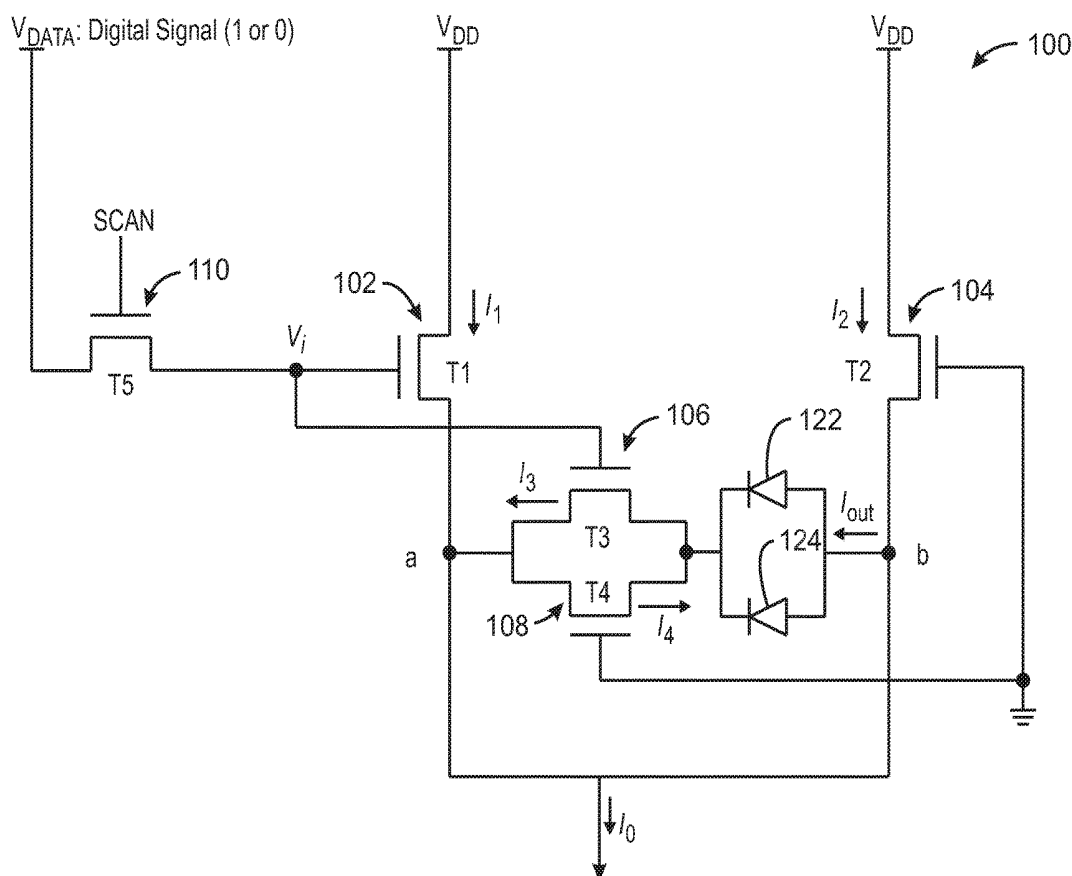 V_DATA: Digital Signal (1 or 0)
V_DD
V_DD
100
SCAN
110
102
104
I_1
I_2
V_i
T1
T2
T5
106
122
I_3
I_out
T3
124
a
b
T4
108
I_4
I_0